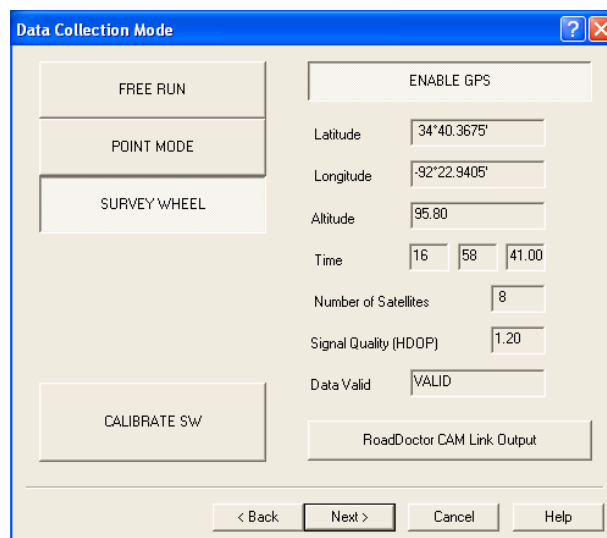 Data Collection Mode
FREE RUN
POINT MODE
SURVEY WHEEL
CALIBRATE SW
ENABLE GPS
Latitude 34°40.3675'
Longitude -92°22.9405'
Altitude 95.80
Time 16 58 41.00
Number of Satellites 8
Signal Quality (HDOP) 1.20
Data Valid VALID
RoadDoctor CAM Link Output
< Back Next > Cancel Help